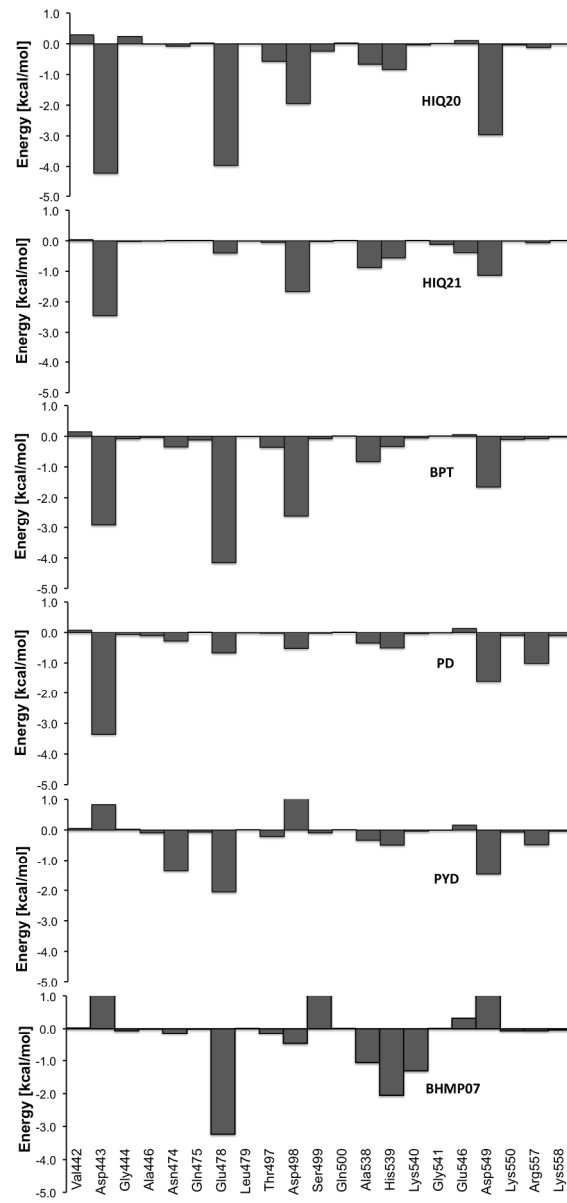 Energy [kcal/mol]
1.0
0.0
-1.0
-2.0
-3.0
-4.0
-5.0
HIQ20
Energy [kcal/mol]
1.0
0.0
-1.0
-2.0
-3.0
-4.0
-5.0
HIQ21
Energy [kcal/mol]
1.0
0.0
-1.0
-2.0
-3.0
-4.0
-5.0
BPT
Energy [kcal/mol]
1.0
0.0
-1.0
-2.0
-3.0
-4.0
-5.0
PD
Energy [kcal/mol]
1.0
0.0
-1.0
-2.0
-3.0
-4.0
-5.0
PYD
Energy [kcal/mol]
1.0
0.0
-1.0
-2.0
-3.0
-4.0
-5.0
BHMP07
Val442
Asp443
Gly444
Ala446
Asn474
Gln475
Glu478
Leu479
Thr497
Asp498
Ser499
Gln500
Ala538
His539
Lys540
Gly541
Glu546
Asp549
Lys550
Arg557
Lys558